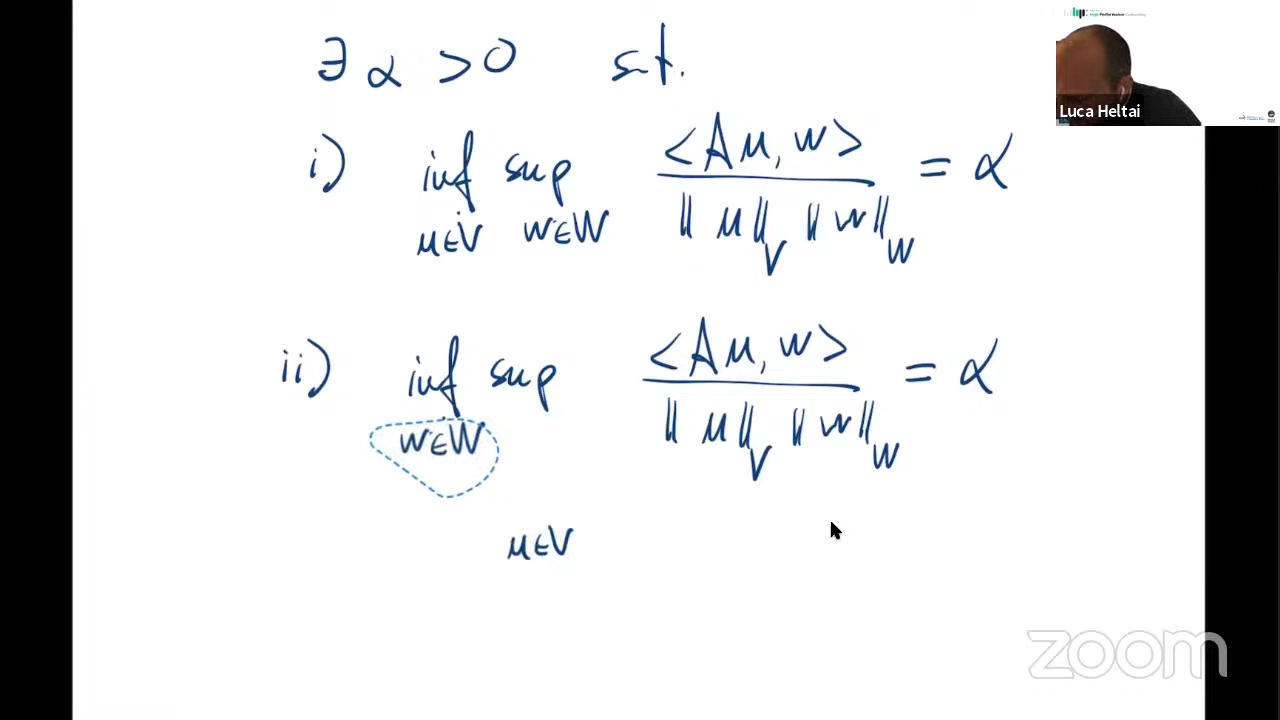 ∃ α > 0 s.t.
i) inf sup <Au, w> = α
u∈V w∈W ‖u‖_V ‖w‖_W
ii) inf sup <Au, w> = α
w∈W ‖u‖_V ‖w‖_W
u∈V
Luca Heltai
zoom